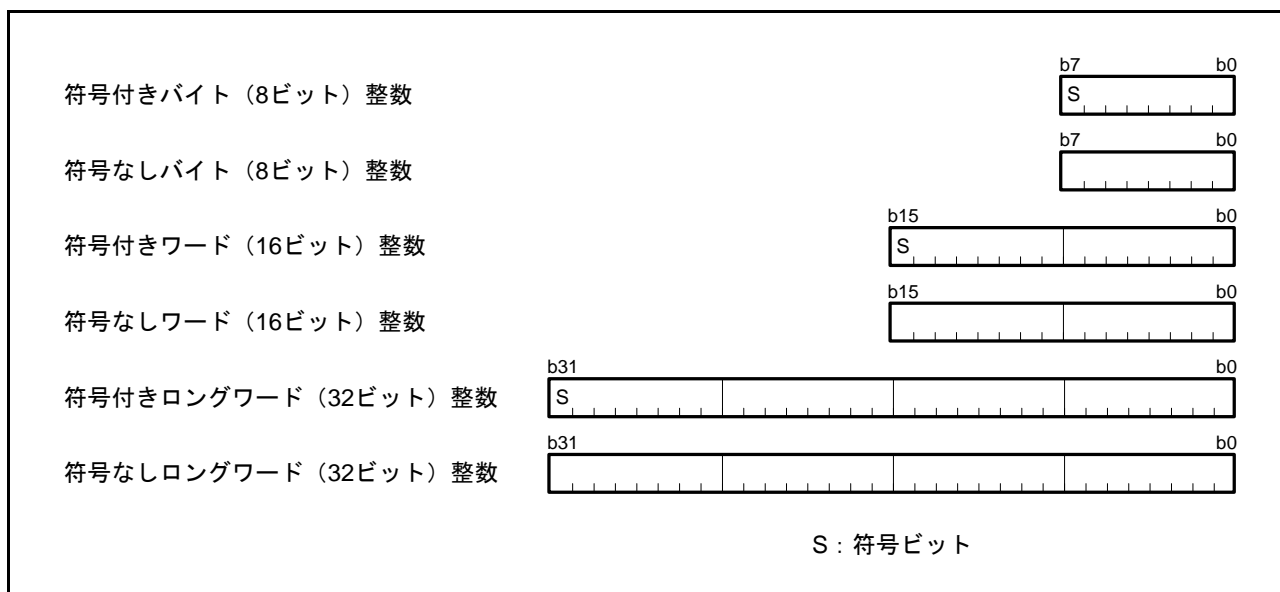 b7 b0
符号付きバイト（8ビット）整数 S
b7 b0
符号なしバイト（8ビット）整数
b15 b0
符号付きワード（16ビット）整数 S
b15 b0
符号なしワード（16ビット）整数
b31 b0
符号付きロングワード（32ビット）整数 S
b31 b0
符号なしロングワード（32ビット）整数
S：符号ビット